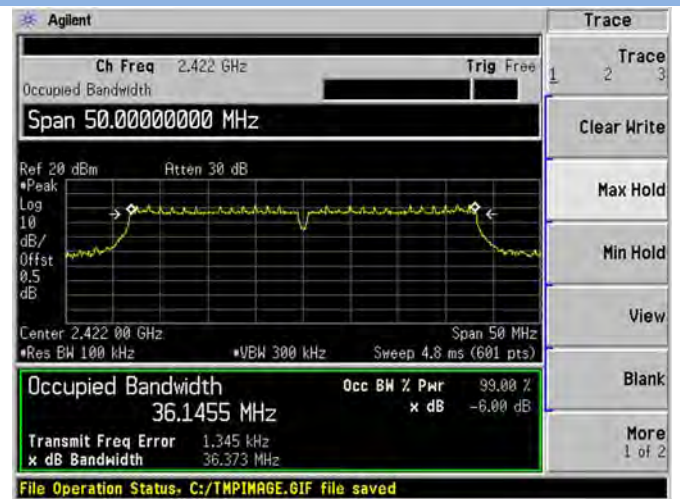 Agilent
Trace
Ch Freq 2.422 GHz Trig Free
Occupied Bandwidth
Trace
1 2 3
Span 50.00000000 MHz
Clear Write
Ref 20 dBm Atten 30 dB
*Peak
Log
10
dB/
Offst
0.5
dB
Max Hold
Min Hold
View
Center 2.422 00 GHz Span 50 MHz
*Res BW 100 kHz *VBW 300 kHz Sweep 4.8 ms (601 pts)
Occupied Bandwidth Occ BW % Pwr 99.00 %
36.1455 MHz x dB -6.00 dB
Transmit Freq Error 1.345 kHz
x dB Bandwidth 36.373 MHz
Blank
More
1 of 2
File Operation Status, C:/TMPIMAGE.GIF file saved